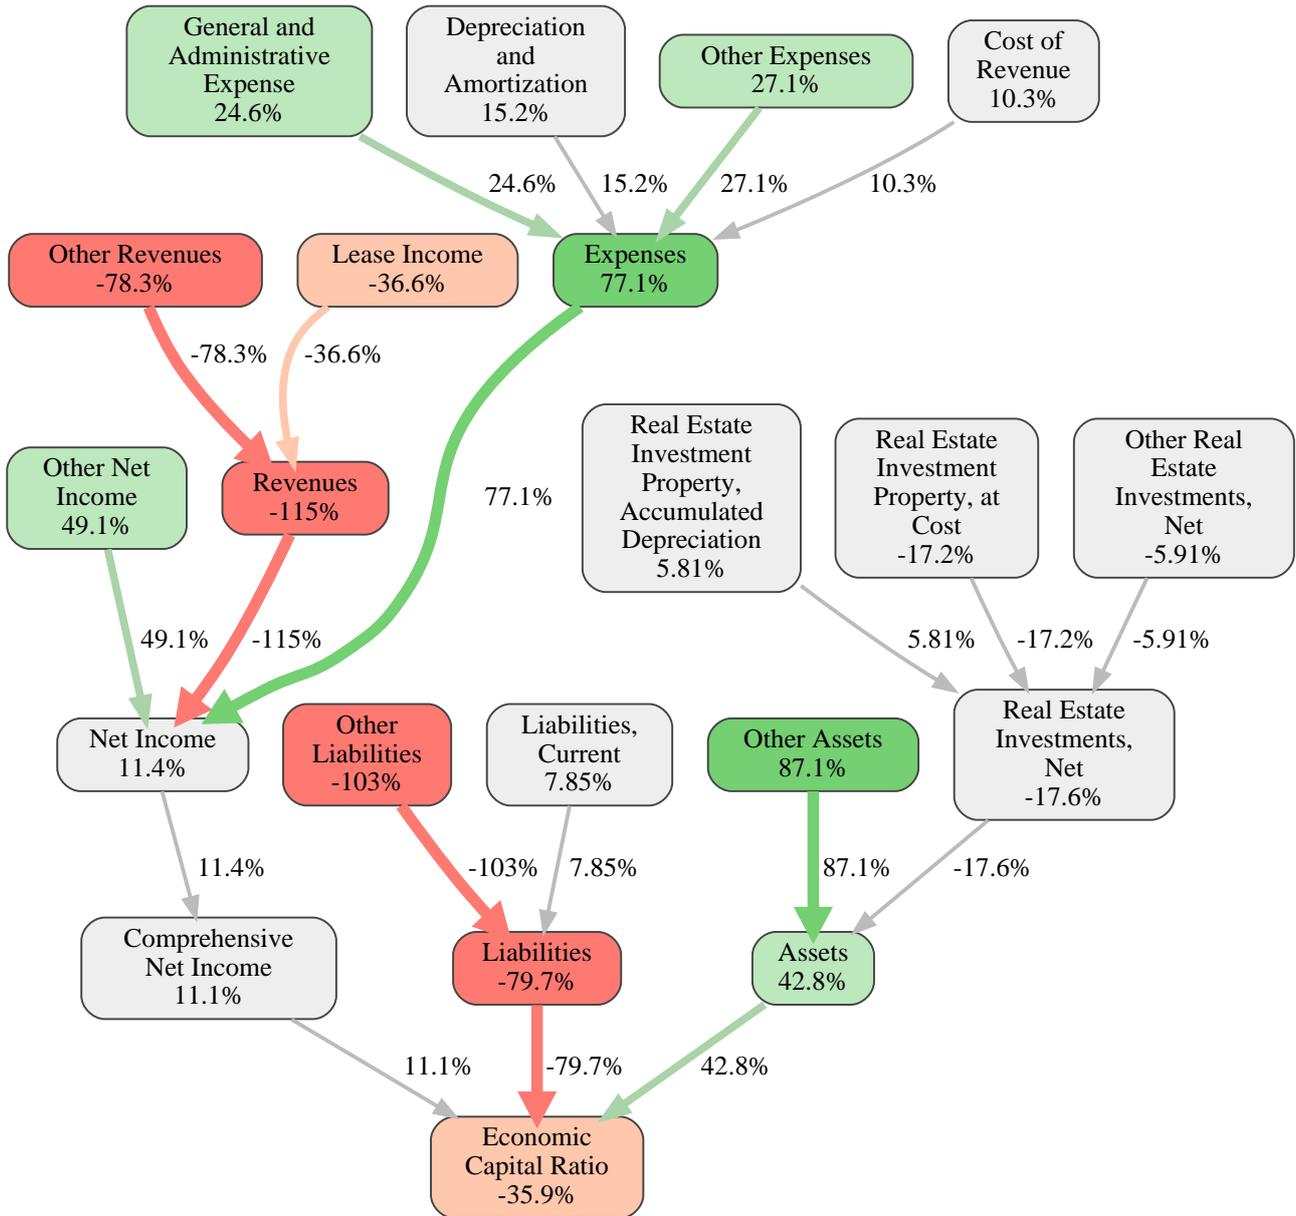 General and
Administrative
Expense
24.6%
Depreciation
and
Amortization
15.2%
Other Expenses
27.1%
Cost of
Revenue
10.3%
24.6%
15.2%
27.1%
10.3%
Other Revenues
-78.3%
Lease Income
-36.6%
Expenses
77.1%
-78.3%
-36.6%
Other Net
Income
49.1%
Revenues
-115%
77.1%
Real Estate
Investment
Property,
Accumulated
Depreciation
5.81%
Real Estate
Investment
Property, at
Cost
-17.2%
Other Real
Estate
Investments,
Net
-5.91%
49.1%
-115%
5.81%
-17.2%
-5.91%
Net Income
11.4%
Other
Liabilities
-103%
Liabilities,
Current
7.85%
Other Assets
87.1%
Real Estate
Investments,
Net
-17.6%
11.4%
-103%
7.85%
87.1%
-17.6%
Comprehensive
Net Income
11.1%
Liabilities
-79.7%
Assets
42.8%
11.1%
-79.7%
42.8%
Economic
Capital Ratio
-35.9%